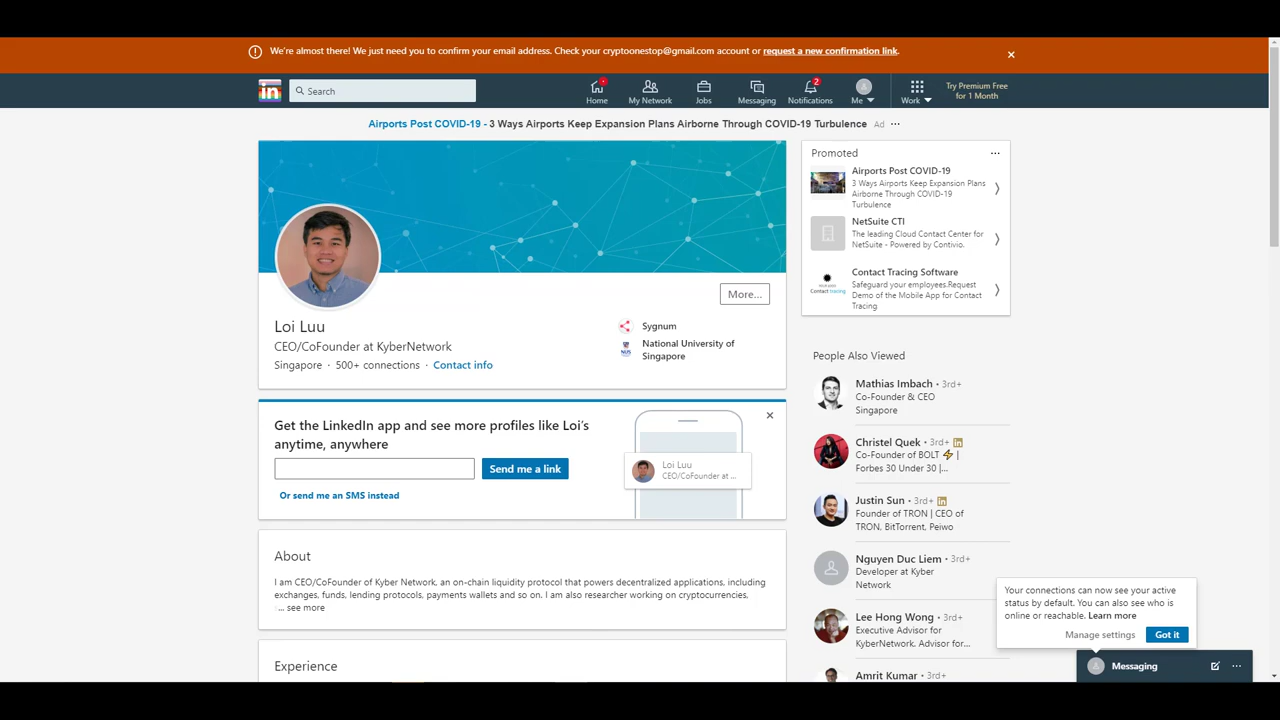 We're almost there! We just need you to confirm your email address. Check your cryptoonestop@gmail.com account or request a new confirmation link.
in
Search
Home
My Network
Jobs
Messaging
2
Notifications
Me
Work
Try Premium Free
for 1 Month
Airports Post COVID-19 - 3 Ways Airports Keep Expansion Plans Airborne Through COVID-19 Turbulence Ad ...
More...
Loi Luu
CEO/CoFounder at KyberNetwork
Singapore · 500+ connections · Contact info
Sygnum
National University of
Singapore
Get the LinkedIn app and see more profiles like Loi's
anytime, anywhere
Send me a link
Or send me an SMS instead
Loi Luu
CEO/CoFounder at ...
About
I am CEO/CoFounder of Kyber Network, an on-chain liquidity protocol that powers decentralized applications, including
exchanges, funds, lending protocols, payments wallets and so on. I am also researcher working on cryptocurrencies,
... see more
Experience
Promoted
Airports Post COVID-19
3 Ways Airports Keep Expansion Plans
Airborne Through COVID-19
Turbulence
NetSuite CTI
The leading Cloud Contact Center for
NetSuite - Powered by Contivio.
Contact Tracing Software
Safeguard your employees.Request
Demo of the Mobile App for Contact
Tracing
People Also Viewed
Mathias Imbach • 3rd+
Co-Founder & CEO
Singapore
Christel Quek • 3rd+ in
Co-Founder of BOLT ⚡ |
Forbes 30 Under 30 |...
Justin Sun • 3rd+ in
Founder of TRON | CEO of
TRON, BitTorrent, Peiwo
Nguyen Duc Liem • 3rd+
Developer at Kyber
Network
Lee Hong Wong • 3rd+
Executive Advisor for
KyberNetwork. Advisor for...
Amrit Kumar • 3rd+
Your connections can now see your active
status by default. You can also see who is
online or reachable. Learn more
Manage settings
Got it
Messaging